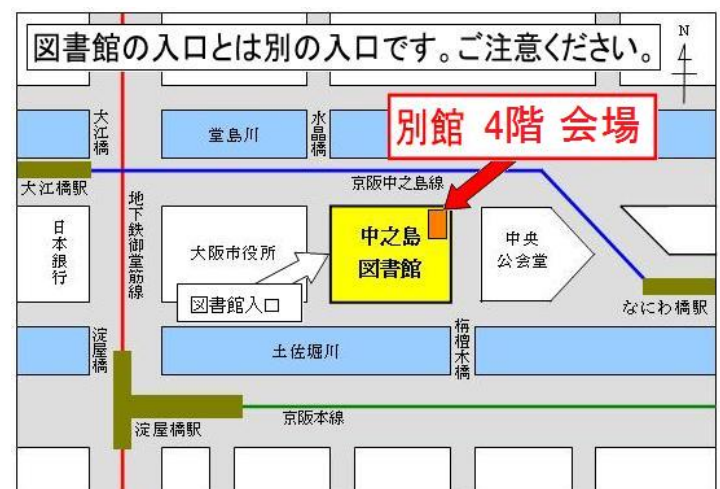 図書館の入口とは別の入口です。ご注意ください。
N
大江橋
堂島川
水晶橋
別館 4階 会場
大江橋駅
京阪中之島線
地下鉄御堂筋線
日本銀行
大阪市役所
中之島
図書館
中央
公会堂
図書館入口
なにわ橋駅
淀屋橋
土佐堀川
栴檀木橋
淀屋橋駅
京阪本線